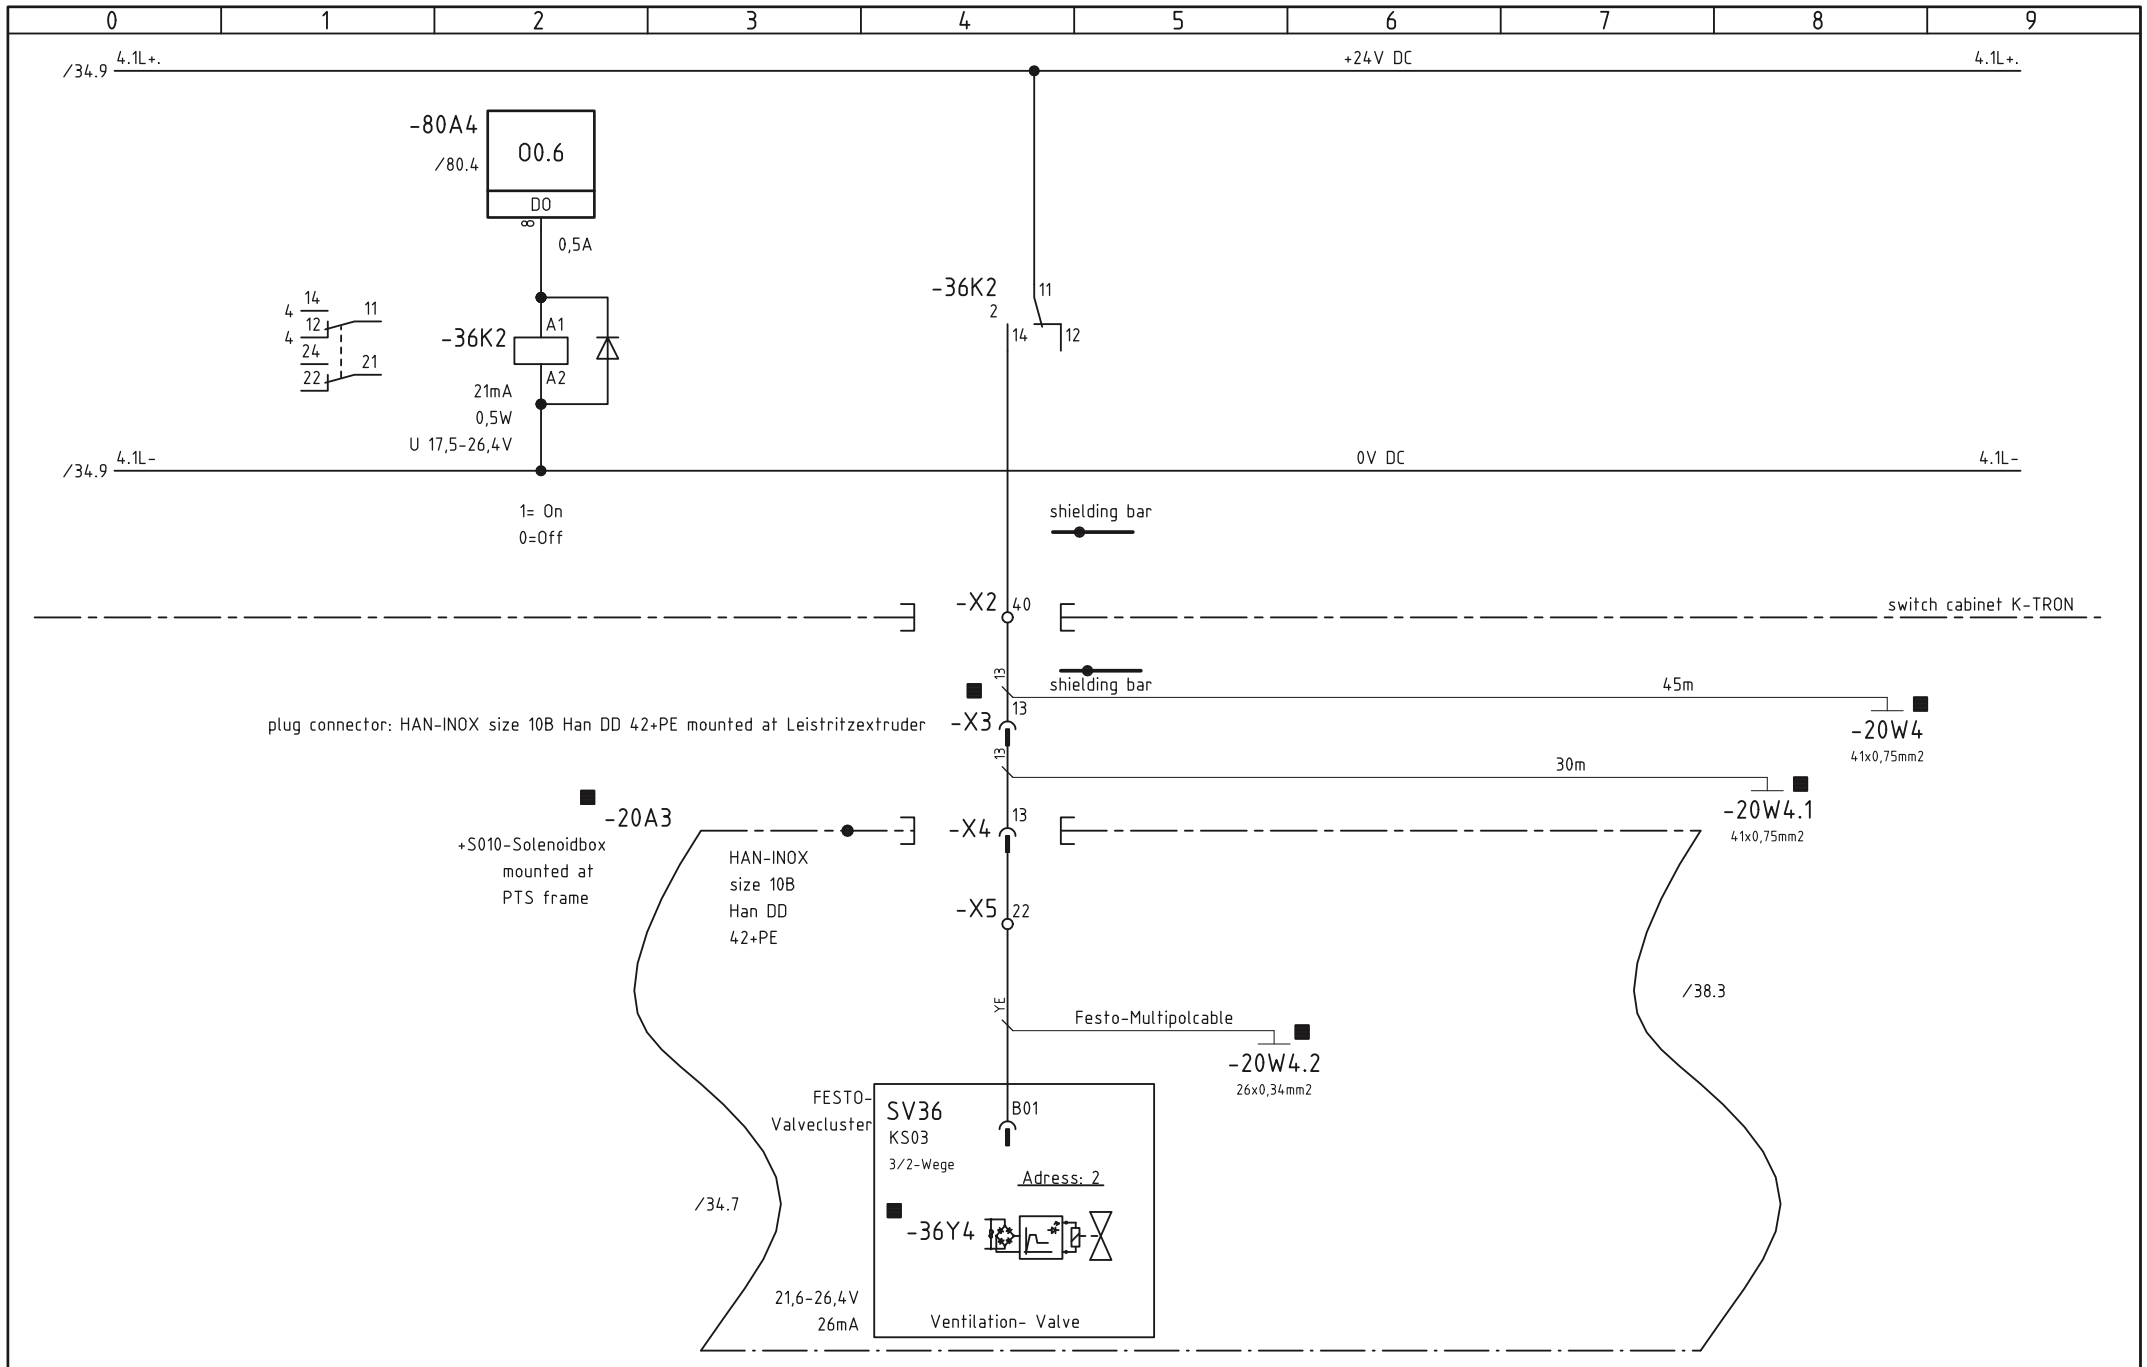 0 1 2 3 4 5 6 7 8 9
4.1L+. +24V DC 4.1L+.
/34.9
-80A4
/80.4
O0.6
DO
8
0,5A
14
4
12
4
24
22
11
21
-36K2
A1
A2
21mA
0,5W
U 17,5-26,4V
-36K2
2
11
14
12
4.1L- 0V DC 4.1L-
/34.9
1= On
0=Off
shielding bar
-X2 40
switch cabinet K-TRON
13
shielding bar
45m
-20W4
41x0,75mm2
plug connector: HAN-INOX size 10B Han DD 42+PE mounted at Leistritzextruder
-X3 13
13
30m
-20W4.1
41x0,75mm2
-20A3
+S010-Solenoidbox
mounted at
PTS frame
HAN-INOX
size 10B
Han DD
42+PE
-X4 13
-X5 22
/38.3
YE
Festo-Multipolcable
-20W4.2
26x0,34mm2
FESTO-
Valvecluster
SV36
KS03
3/2-Wege
B01
Adress: 2
/34.7
-36Y4
21,6-26,4V
26mA
Ventilation- Valve